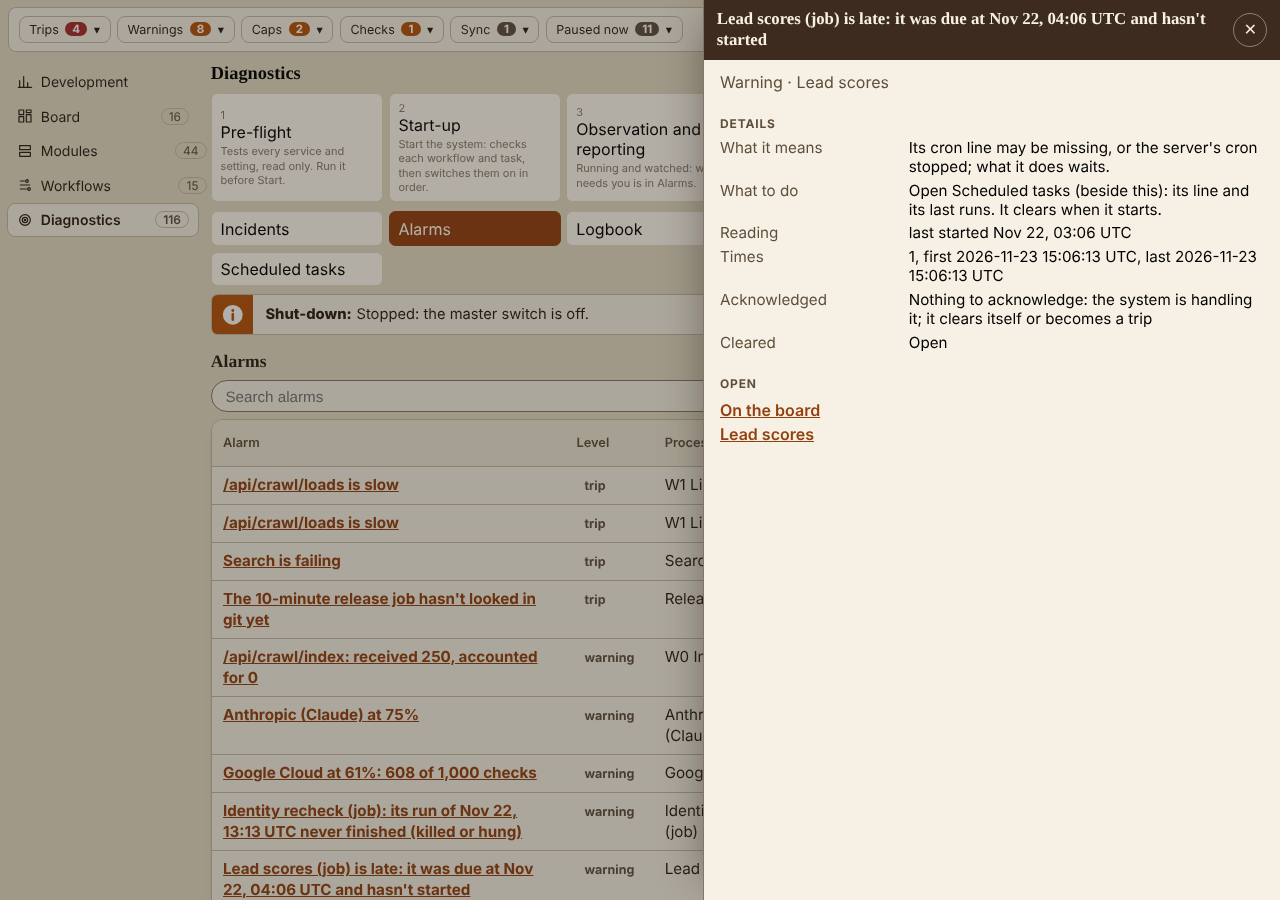 Trips 4 ▾ Warnings 8 ▾ Caps 2 ▾ Checks 1 ▾ Sync 1 ▾ Paused now 11 ▾
Development
Board 16
Modules 44
Workflows 15
Diagnostics 116
Diagnostics
1
Pre-flight
Tests every service and
setting, read only. Run it
before Start.
2
Start-up
Start the system: checks
each workflow and task,
then switches them on in
order.
3
Observation and
reporting
Running and watched: w
needs you is in Alarms.
Incidents
Alarms
Logbook
Scheduled tasks
Shut-down: Stopped: the master switch is off.
Alarms
Search alarms
Alarm Level Proces
/api/crawl/loads is slow trip W1 Li
/api/crawl/loads is slow trip W1 Li
Search is failing trip Searc
The 10-minute release job hasn't looked in
git yet
trip Relea
/api/crawl/index: received 250, accounted
for 0
warning W0 In
Anthropic (Claude) at 75% warning Anthr
(Clau
Google Cloud at 61%: 608 of 1,000 checks warning Goog
Identity recheck (job): its run of Nov 22,
13:13 UTC never finished (killed or hung)
warning Identi
(job)
Lead scores (job) is late: it was due at Nov
22, 04:06 UTC and hasn't started
warning Lead
Lead scores (job) is late: it was due at Nov 22, 04:06 UTC and hasn't
started
✕
Warning · Lead scores
DETAILS
What it means Its cron line may be missing, or the server's cron
stopped; what it does waits.
What to do Open Scheduled tasks (beside this): its line and
its last runs. It clears when it starts.
Reading last started Nov 22, 03:06 UTC
Times 1, first 2026-11-23 15:06:13 UTC, last 2026-11-23
15:06:13 UTC
Acknowledged Nothing to acknowledge: the system is handling
it; it clears itself or becomes a trip
Cleared Open
OPEN
On the board
Lead scores